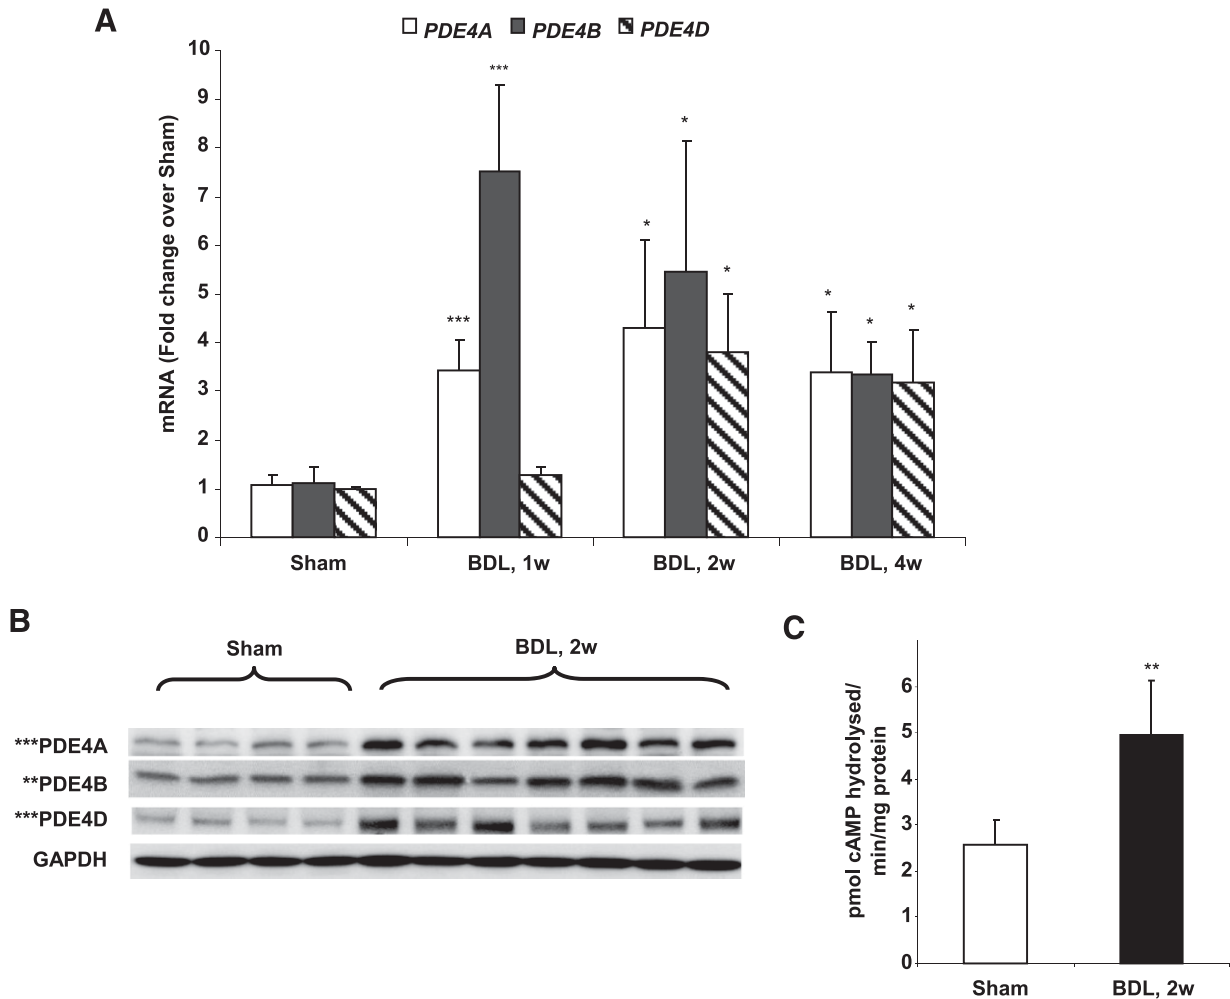 A
PDE4A PDE4B PDE4D
mRNA (Fold change over Sham)
10
9
8
7
6
5
4
3
2
1
0
***
***
*
*
*
*
*
*
Sham BDL, 1w BDL, 2w BDL, 4w
B
Sham BDL, 2w
***PDE4A
**PDE4B
***PDE4D
GAPDH
C
pmol cAMP hydrolysed/
min/mg protein
6
5
4
3
2
1
0
**
Sham BDL, 2w